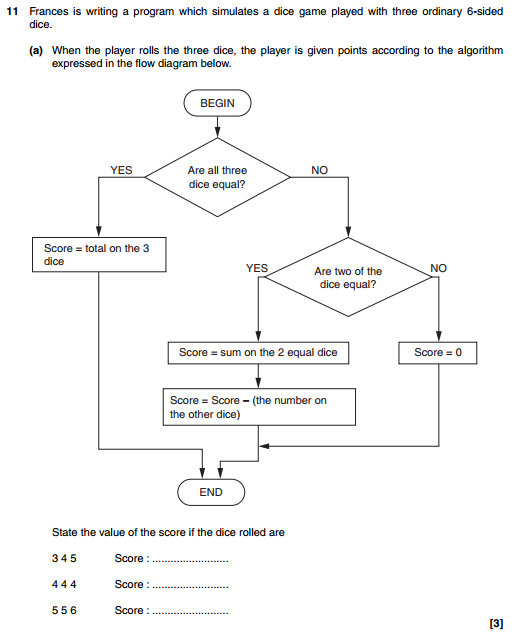 11 Frances is writing a program which simulates a dice game played with three ordinary 6-sided
dice.
(a) When the player rolls the three dice, the player is given points according to the algorithm
expressed in the flow diagram below.
BEGIN
YES
Are all three
dice equal?
NO
Score = total on the 3
dice
YES
Are two of the
dice equal?
NO
Score = sum on the 2 equal dice
Score = 0
Score = Score – (the number on
the other dice)
END
State the value of the score if the dice rolled are
3 4 5 Score : ..........................
4 4 4 Score : ..........................
5 5 6 Score : ..........................
[3]